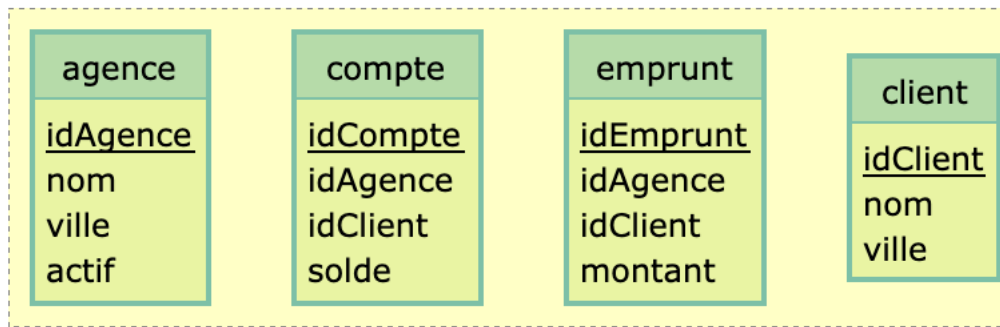 agence
idAgence
nom
ville
actif
compte
idCompte
idAgence
idClient
solde
emprunt
idEmprunt
idAgence
idClient
montant
client
idClient
nom
ville